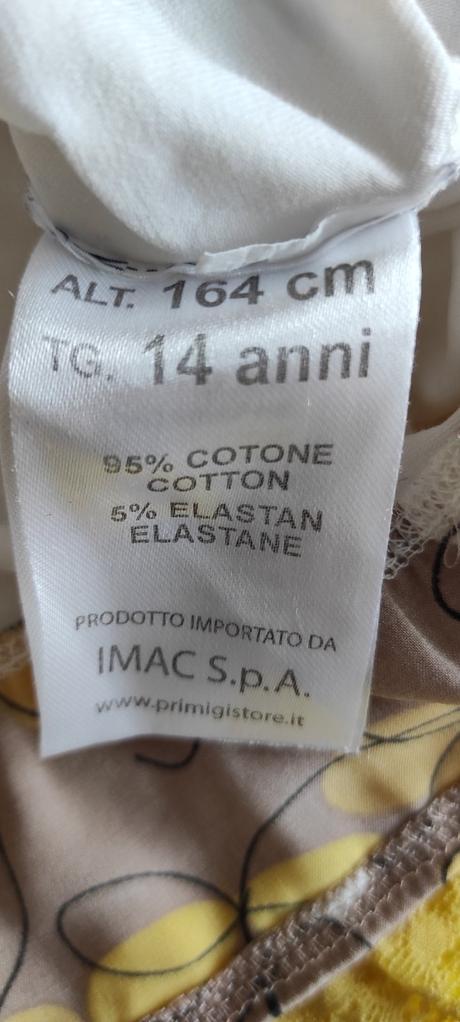 ALT. 164 cm
TG. 14 anni
95% COTONE
COTTON
5% ELASTAN
ELASTANE
PRODOTTO IMPORTATO DA
IMAC S.p.A.
www.primigistore.it